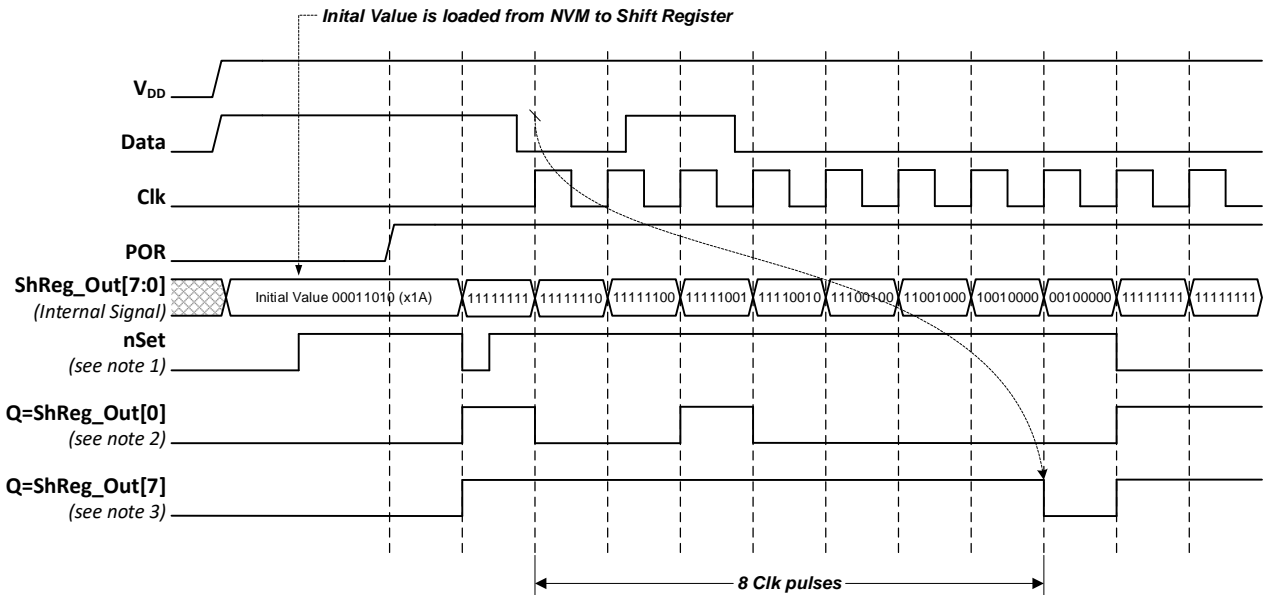 Inital Value is loaded from NVM to Shift Register
VDD
Data
Clk
POR
ShReg_Out[7:0]
(Internal Signal)
Initial Value 00011010 (x1A) 11111111 11111110 11111100 11111001 11110010 11100100 11001000 10010000 00100000 11111111 11111111
nSet
(see note 1)
Q=ShReg_Out[0]
(see note 2)
Q=ShReg_Out[7]
(see note 3)
8 Clk pulses